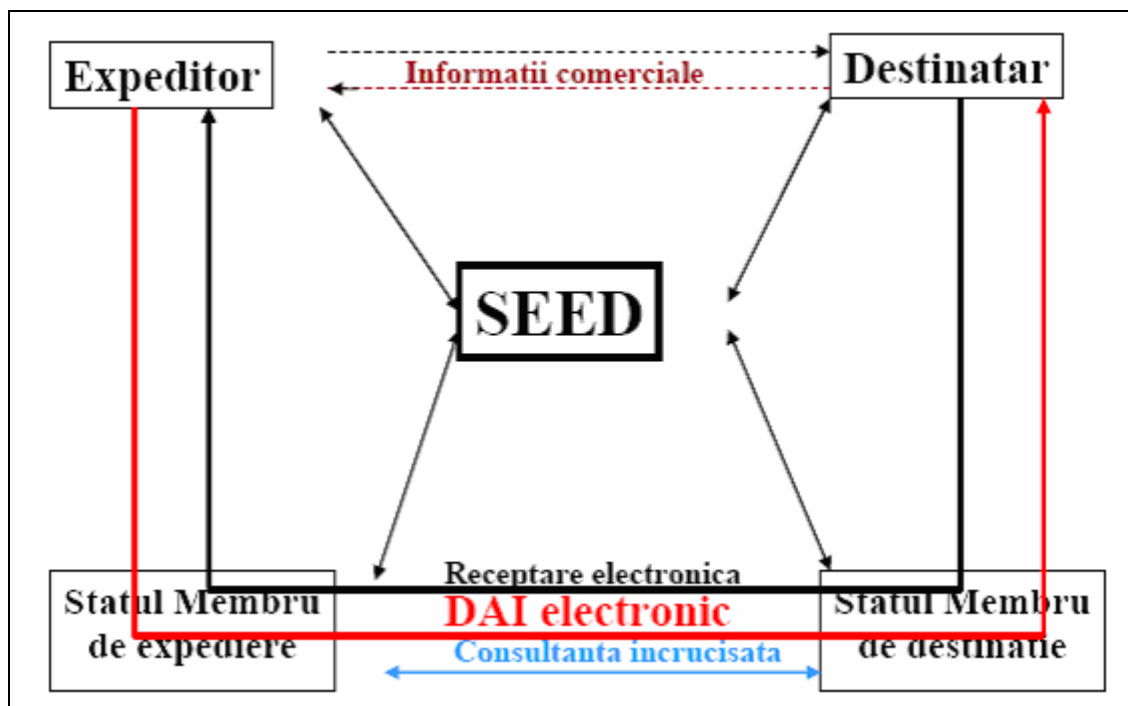 Expeditor
Informatii comerciale
Destinatar
SEED
Receptare electronica
DAI electronic
Consultanta incrucisata
Statul Membru
de expediere
Statul Membru
de destinatie